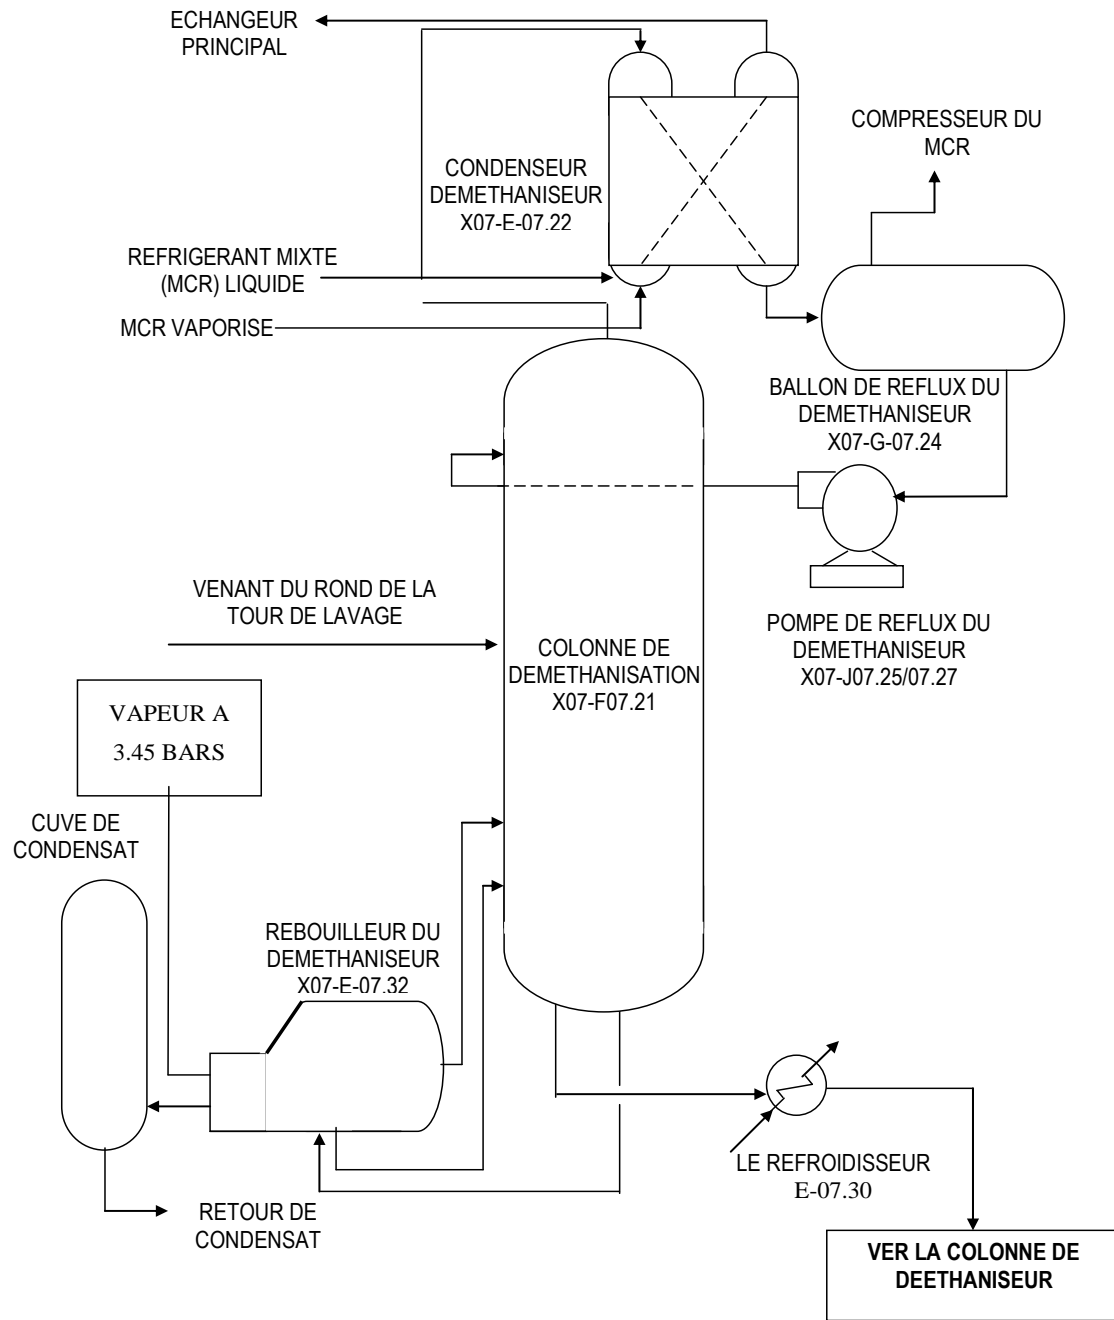 ECHANGEUR
PRINCIPAL
COMPRESSEUR DU
MCR
CONDENSEUR
DEMETHANISEUR
X07-E-07.22
REFRIGERANT MIXTE
(MCR) LIQUIDE
MCR VAPORISE
BALLON DE REFLUX DU
DEMETHANISEUR
X07-G-07.24
VENANT DU ROND DE LA
TOUR DE LAVAGE
POMPE DE REFLUX DU
DEMETHANISEUR
X07-J07.25/07.27
COLONNE DE
DEMETHANISATION
X07-F07.21
VAPEUR A
3.45 BARS
CUVE DE
CONDENSAT
REBOUILLEUR DU
DEMETHANISEUR
X07-E-07.32
LE REFROIDISSEUR
E-07.30
RETOUR DE
CONDENSAT
VER LA COLONNE DE
DEETHANISEUR